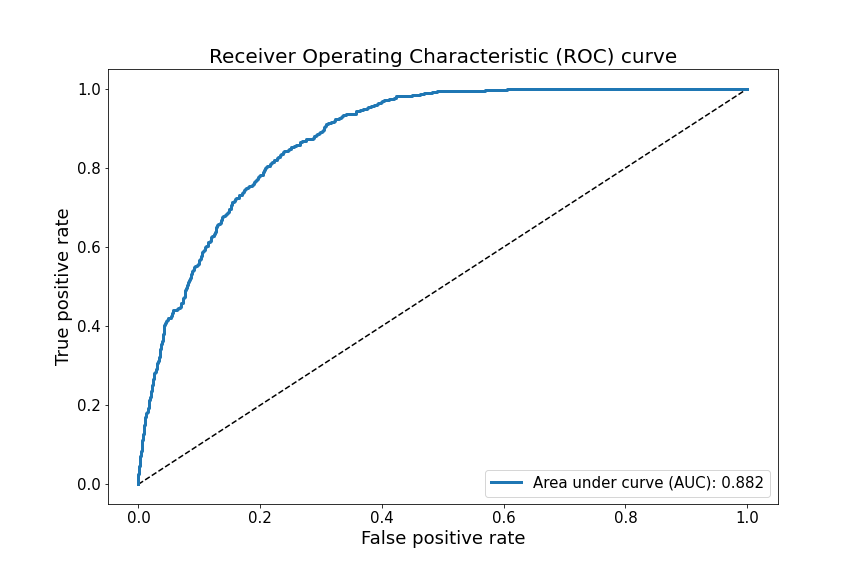 Receiver Operating Characteristic (ROC) curve
True positive rate
1.0
0.8
0.6
0.4
0.2
0.0
Area under curve (AUC): 0.882
0.0 0.2 0.4 0.6 0.8 1.0
False positive rate